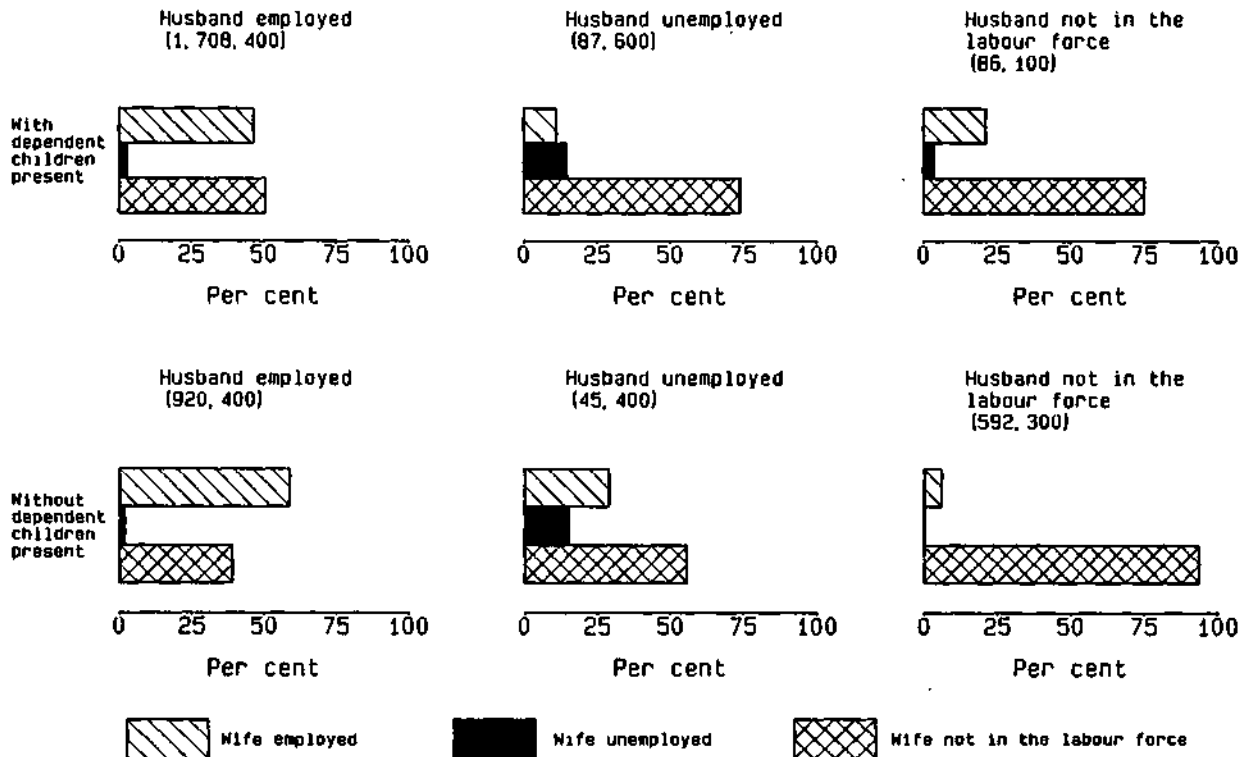 Husband employed
(1, 708, 400)
Husband unemployed
(87, 600)
Husband not in the
labour force
(86, 100)
With
dependent
children
present
0 25 50 75 100
Per cent
0 25 50 75 100
Per cent
0 25 50 75 100
Per cent
Husband employed
(920, 400)
Husband unemployed
(45, 400)
Husband not in the
labour force
(592, 300)
Without
dependent
children
present
0 25 50 75 100
Per cent
0 25 50 75 100
Per cent
0 25 50 75 100
Per cent
Wife employed
Wife unemployed
Wife not in the labour force